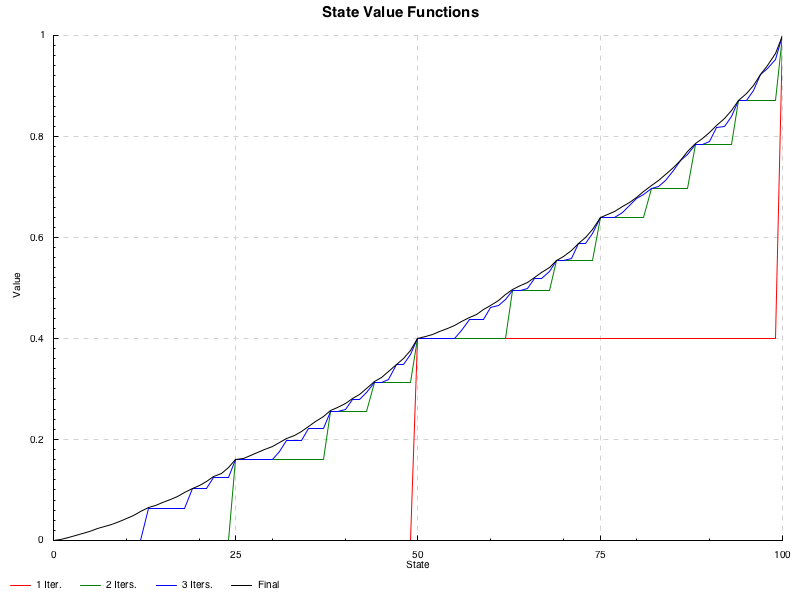 State Value Functions
1
0.8
0.6
Value
0.4
0.2
0
0 25 50 75 100
State
1 Iter. 2 Iters. 3 Iters. Final